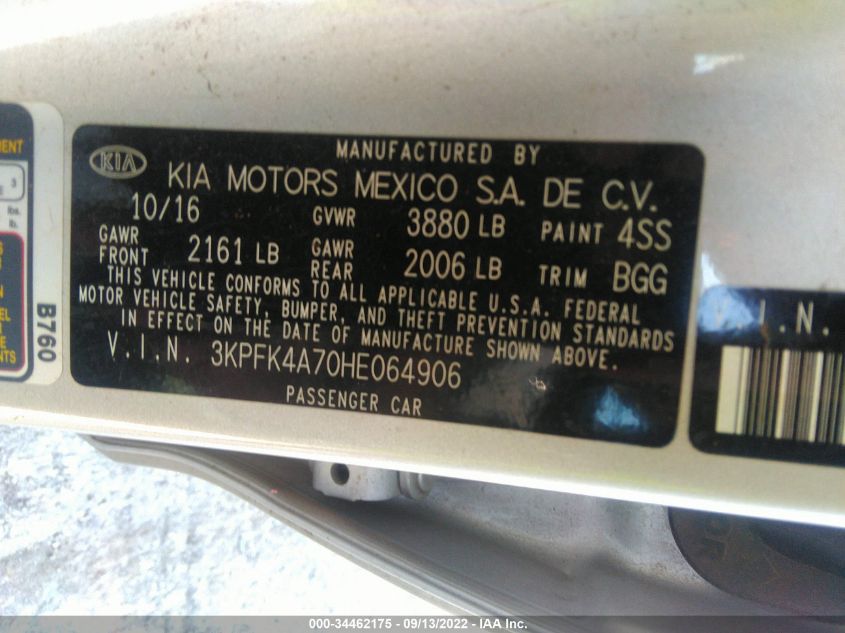 MANUFACTURED BY
KIA KIA MOTORS MEXICO S.A. DE C.V.
10/16 GVWR 3880 LB PAINT 4SS
GAWR FRONT 2161 LB GAWR REAR 2006 LB TRIM BGG
THIS VEHICLE CONFORMS TO ALL APPLICABLE U.S.A. FEDERAL
MOTOR VEHICLE SAFETY, BUMPER, AND THEFT PREVENTION STANDARDS
IN EFFECT ON THE DATE OF MANUFACTURE SHOWN ABOVE.
V.I.N. 3KPFK4A70HE064906
PASSENGER CAR
B760
3
lbs.
V.I.N.
000-34462175 - 09/13/2022 - IAA Inc.